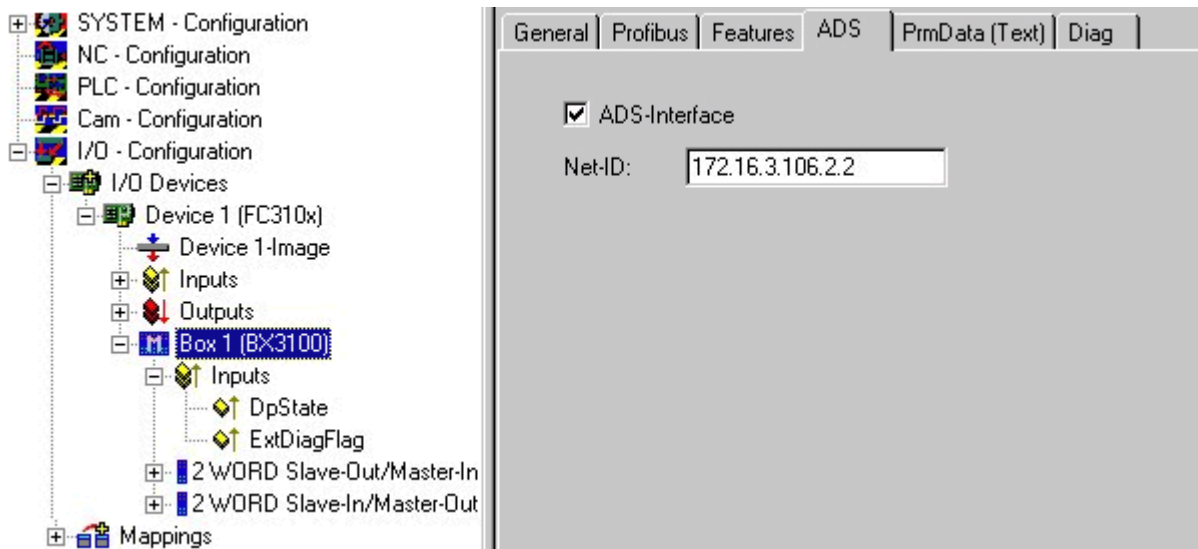 SYSTEM - Configuration
NC - Configuration
PLC - Configuration
Cam - Configuration
I/O - Configuration
I/O Devices
Device 1 (FC310x)
Device 1-Image
Inputs
Outputs
Box 1 (BX3100)
Inputs
DpState
ExtDiagFlag
2 WORD Slave-Out/Master-In
2 WORD Slave-In/Master-Out
Mappings
General Profibus Features ADS PrmData (Text) Diag
ADS-Interface
Net-ID: 172.16.3.106.2.2